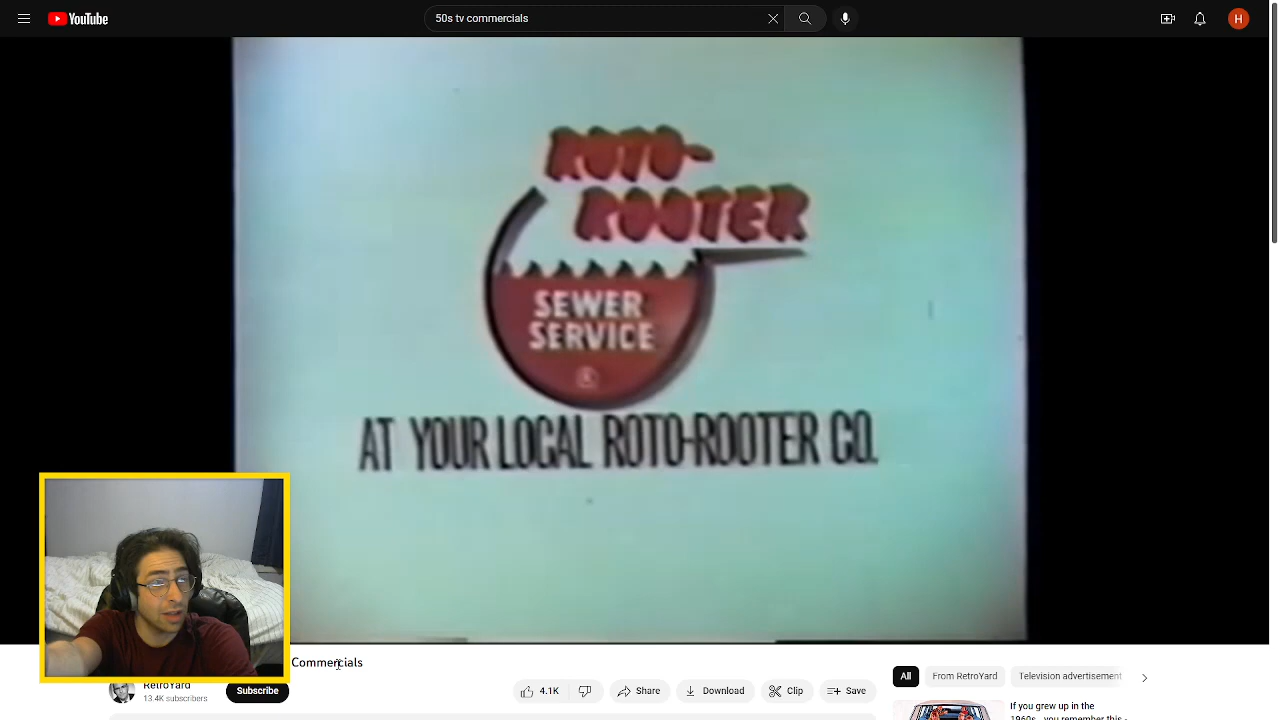 YouTube
50s tv commercials
H
ROTO-
ROOTER
SEWER
SERVICE
R
AT YOUR LOCAL ROTO-ROOTER CO.
Commercials
RetroYard
13.4K subscribers
Subscribe
4.1K
Share
Download
Clip
Save
All
From RetroYard
Television advertisement
If you grew up in the
1960s...you remember this -